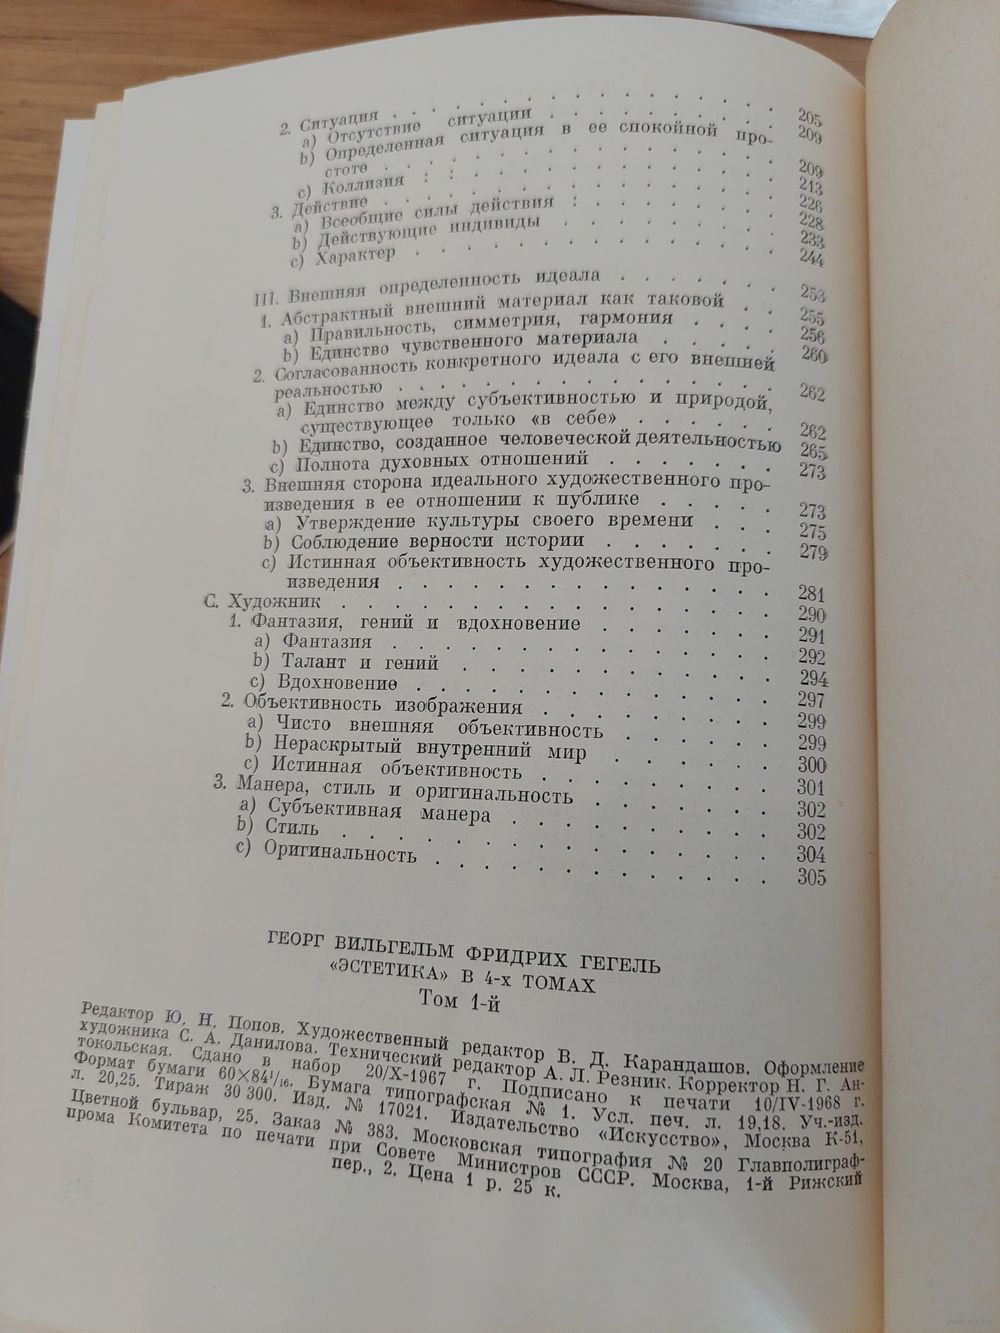 2. Ситуация . . . . . . . . . . . . . . . 205
a) Отсутствие ситуации . . . . . . . . . 209
b) Определенная ситуация в ее спокойной про-
стоте . . . . . . . . . . . . . . . 209
c) Коллизия . . . . . . . . . . . . . 213
3. Действие . . . . . . . . . . . . . . . 226
a) Всеобщие силы действия . . . . . . . . 228
b) Действующие индивиды . . . . . . . . 233
c) Характер . . . . . . . . . . . . . 244
III. Внешняя определенность идеала . . . . . . . 253
1. Абстрактный внешний материал как таковой . . 255
a) Правильность, симметрия, гармония . . . . 256
b) Единство чувственного материала . . . . . 260
2. Согласованность конкретного идеала с его внешней
реальностью . . . . . . . . . . . . . . 262
a) Единство между субъективностью и природой,
существующее только «в себе» . . . . . . 262
b) Единство, созданное человеческой деятельностью 265
c) Полнота духовных отношений . . . . . . . 273
3. Внешняя сторона идеального художественного про-
изведения в ее отношении к публике . . . . . 273
a) Утверждение культуры своего времени . . . 275
b) Соблюдение верности истории . . . . . . . 279
c) Истинная объективность художественного про-
изведения . . . . . . . . . . . . . . 281
C. Художник . . . . . . . . . . . . . . . . 290
1. Фантазия, гений и вдохновение . . . . . . . 291
a) Фантазия . . . . . . . . . . . . . . 292
b) Талант и гений . . . . . . . . . . . . 294
c) Вдохновение . . . . . . . . . . . . . 297
2. Объективность изображения . . . . . . . . . 299
a) Чисто внешняя объективность . . . . . . 299
b) Нераскрытый внутренний мир . . . . . . 300
c) Истинная объективность . . . . . . . . . 301
3. Манера, стиль и оригинальность . . . . . . . 302
a) Субъективная манера . . . . . . . . . . 302
b) Стиль . . . . . . . . . . . . . . . 304
c) Оригинальность . . . . . . . . . . . . 305
ГЕОРГ ВИЛЬГЕЛЬМ ФРИДРИХ ГЕГЕЛЬ
«ЭСТЕТИКА» В 4-х ТОМАХ
Том 1-й
Редактор Ю. Н. Попов. Художественный редактор В. Д. Карандашов. Оформление
художника С. А. Данилова. Технический редактор А. Л. Резник. Корректор Н. Г. Ан-
токольская. Сдано в набор 20/X-1967 г. Подписано к печати 10/IV-1968 г.
Формат бумаги 60×84 1/16. Бумага типографская № 1. Усл. печ. л. 19,18. Уч.-изд.
л. 20,25. Тираж 30 300. Изд. № 17021. Издательство «Искусство», Москва К-51,
Цветной бульвар, 25. Заказ № 383. Московская типография № 20 Главполиграф-
прома Комитета по печати при Совете Министров СССР. Москва, 1-й Рижский
пер., 2. Цена 1 р. 25 к.
www.ay.by